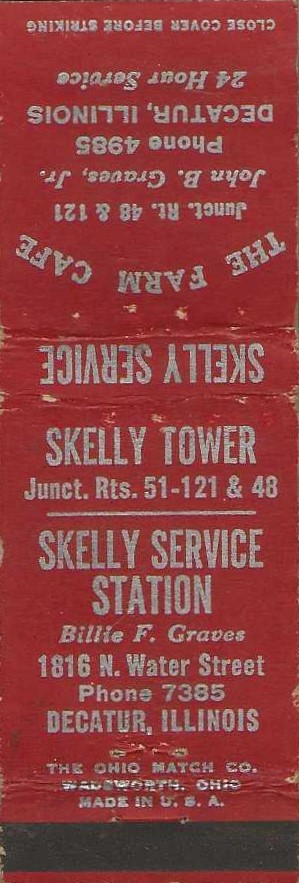 THE FARM CAFE
Junct. Rt. 48 & 121
John B. Graves, Jr.
Phone 4985
DECATUR, ILLINOIS
24 Hour Service
CLOSE COVER BEFORE STRIKING
SKELLY SERVICE
SKELLY TOWER
Junct. Rts. 51-121 & 48
SKELLY SERVICE
STATION
Billie F. Graves
1816 N. Water Street
Phone 7385
DECATUR, ILLINOIS
THE OHIO MATCH CO.
WADSWORTH, OHIO
MADE IN U. S. A.